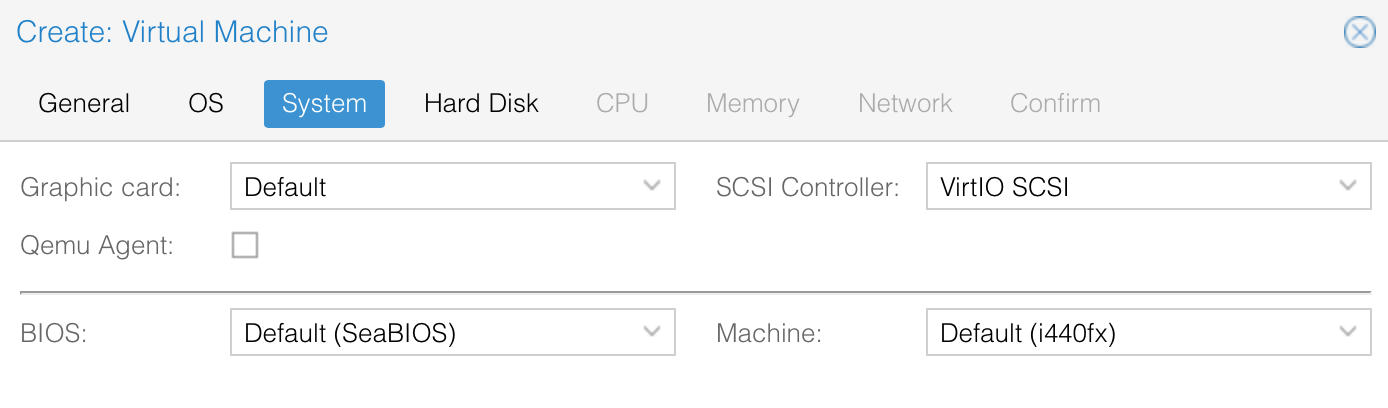 Create: Virtual Machine
General OS System Hard Disk CPU Memory Network Confirm
Graphic card: Default SCSI Controller: VirtIO SCSI
Qemu Agent:
BIOS: Default (SeaBIOS) Machine: Default (i440fx)